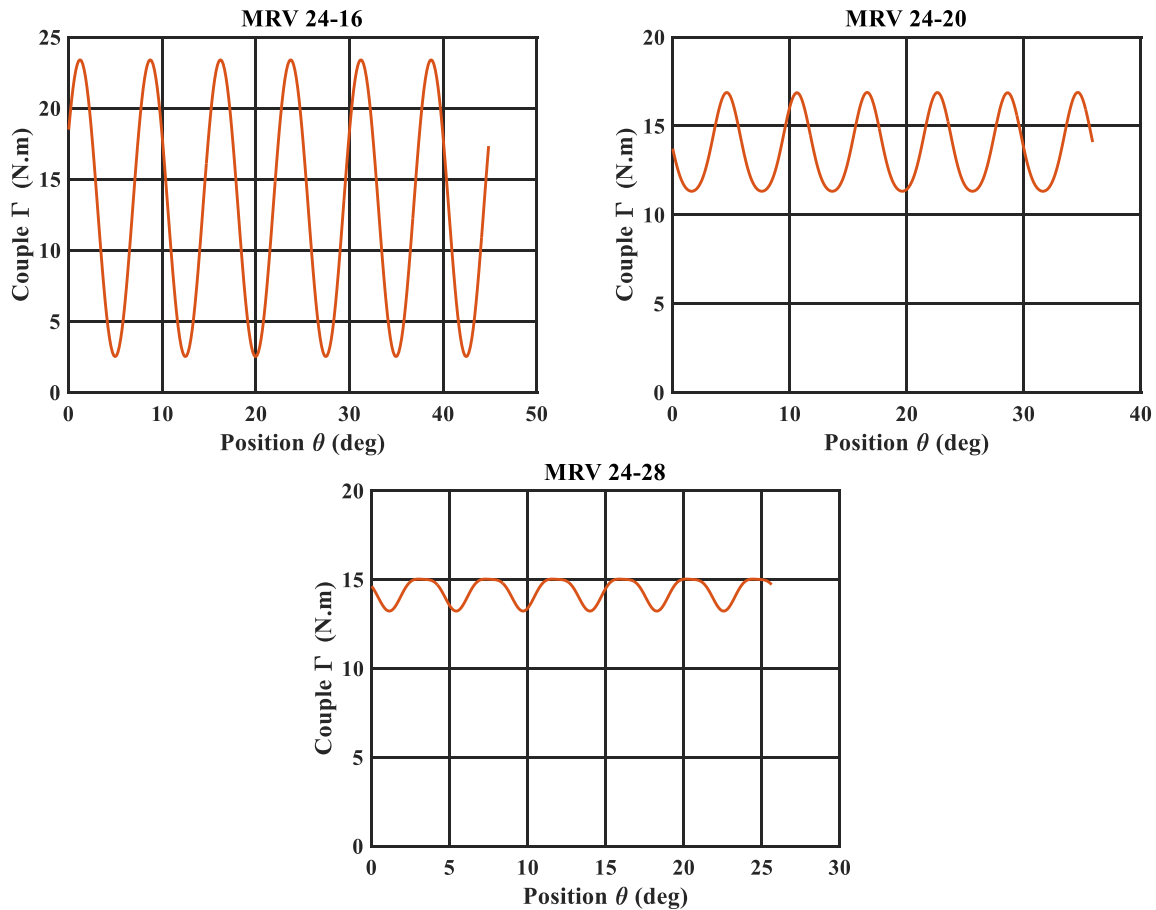 MRV 24-16
25
20
15
10
5
0
Couple Γ (N.m)
0 10 20 30 40 50
Position θ (deg)
MRV 24-20
20
15
10
5
0
Couple Γ (N.m)
0 10 20 30 40
Position θ (deg)
MRV 24-28
20
15
10
5
0
Couple Γ (N.m)
0 5 10 15 20 25 30
Position θ (deg)